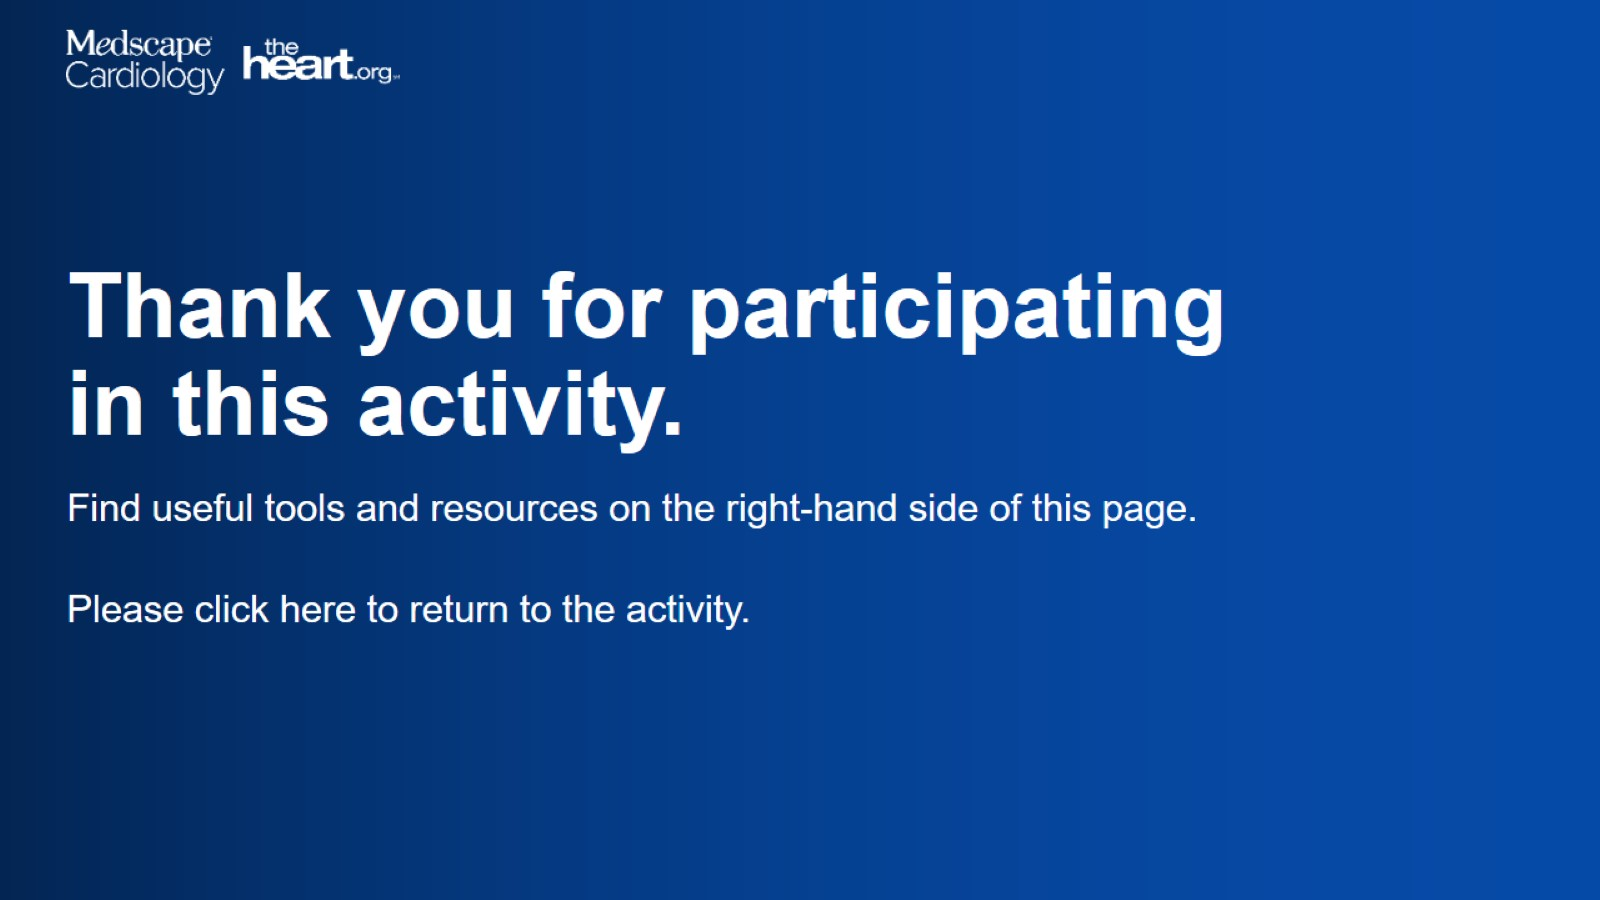 Medscape
Cardiology
the
heart.org
Thank you for participating
in this activity.
Find useful tools and resources on the right-hand side of this page.
Please click here to return to the activity.